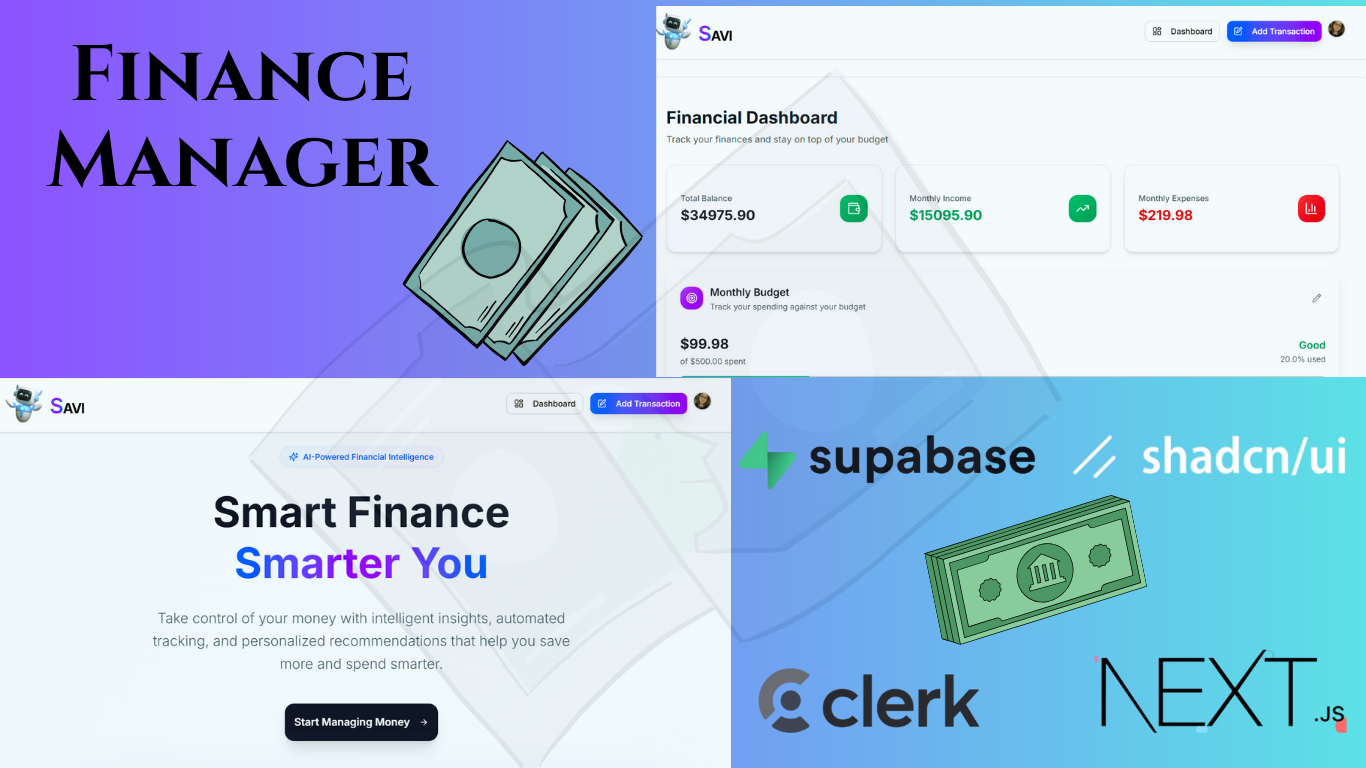 FINANCE
MANAGER
SAVI
Dashboard
Add Transaction
Financial Dashboard
Track your finances and stay on top of your budget
Total Balance
$34975.90
Monthly Income
$15095.90
Monthly Expenses
$219.98
Monthly Budget
Track your spending against your budget
$99.98
of $500.00 spent
Good
20.0% used
SAVI
Dashboard
Add Transaction
AI-Powered Financial Intelligence
Smart Finance
Smarter You
Take control of your money with intelligent insights, automated
tracking, and personalized recommendations that help you save
more and spend smarter.
Start Managing Money →
supabase
shadcn/ui
clerk
NEXT.JS